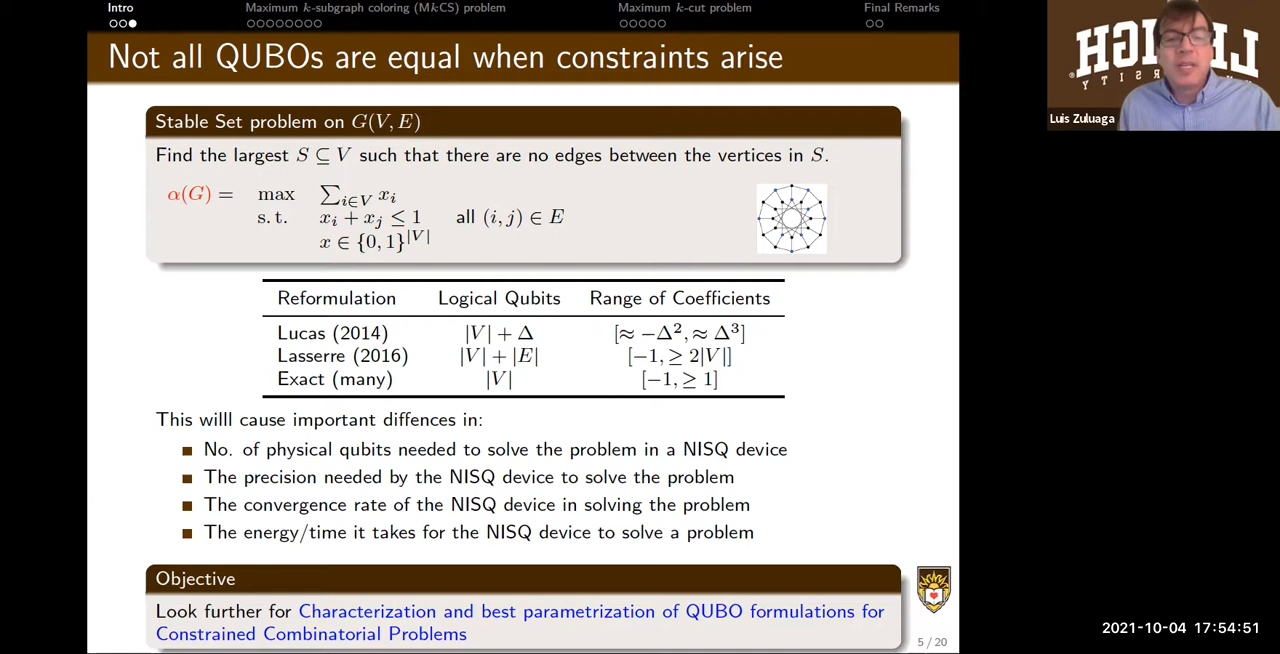 Intro Maximum k-subgraph coloring (MkCS) problem Maximum k-cut problem Final Remarks
Not all QUBOs are equal when constraints arise
Stable Set problem on G(V, E)
Find the largest S ⊆ V such that there are no edges between the vertices in S.
α(G) = max ∑_{i∈V} x_i
s. t. x_i + x_j ≤ 1 all (i, j) ∈ E
x ∈ {0, 1}^{|V|}
Reformulation Logical Qubits Range of Coefficients
Lucas (2014) |V| + Δ [≈ −Δ², ≈ Δ³]
Lasserre (2016) |V| + |E| [−1, ≥ 2|V|]
Exact (many) |V| [−1, ≥ 1]
This willl cause important diffences in:
No. of physical qubits needed to solve the problem in a NISQ device
The precision needed by the NISQ device to solve the problem
The convergence rate of the NISQ device in solving the problem
The energy/time it takes for the NISQ device to solve a problem
Objective
Look further for Characterization and best parametrization of QUBO formulations for
Constrained Combinatorial Problems
5 / 20
Luis Zuluaga
2021-10-04 17:54:51